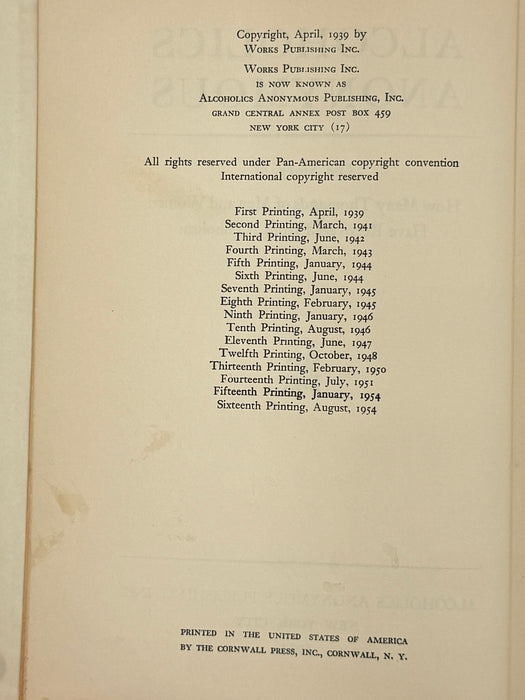 Copyright, April, 1939 by
Works Publishing Inc.
Works Publishing Inc.
is now known as
Alcoholics Anonymous Publishing, Inc.
GRAND CENTRAL ANNEX POST BOX 459
NEW YORK CITY (17)
All rights reserved under Pan-American copyright convention
International copyright reserved
First Printing, April, 1939
Second Printing, March, 1941
Third Printing, June, 1942
Fourth Printing, March, 1943
Fifth Printing, January, 1944
Sixth Printing, June, 1944
Seventh Printing, January, 1945
Eighth Printing, February, 1945
Ninth Printing, January, 1946
Tenth Printing, August, 1946
Eleventh Printing, June, 1947
Twelfth Printing, October, 1948
Thirteenth Printing, February, 1950
Fourteenth Printing, July, 1951
Fifteenth Printing, January, 1954
Sixteenth Printing, August, 1954
PRINTED IN THE UNITED STATES OF AMERICA
BY THE CORNWALL PRESS, INC., CORNWALL, N. Y.